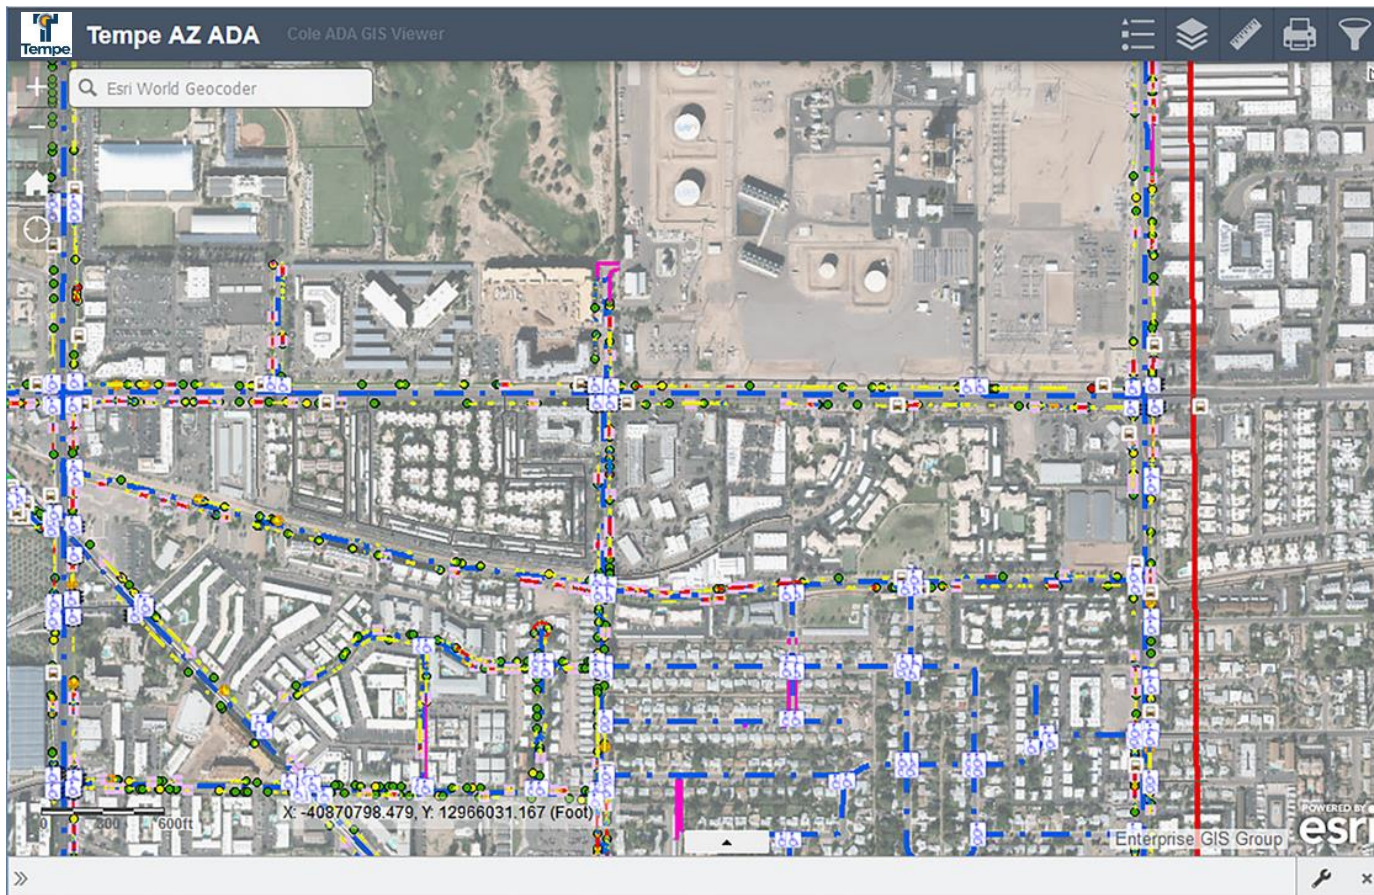 Tempe
Tempe AZ ADA
Cole ADA GIS Viewer
Esri World Geocoder
X: -40870798.479, Y: 12966031.167 (Foot)
0 300 600ft
POWERED BY
esri
Enterprise GIS Group